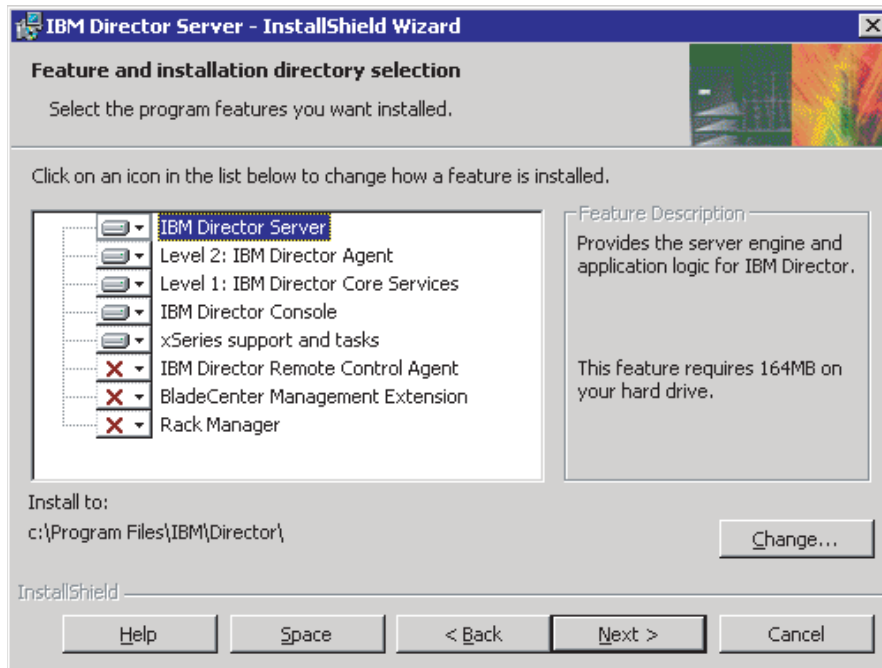 IBM Director Server - InstallShield Wizard
Feature and installation directory selection
Select the program features you want installed.
Click on an icon in the list below to change how a feature is installed.
IBM Director Server
Level 2: IBM Director Agent
Level 1: IBM Director Core Services
IBM Director Console
xSeries support and tasks
IBM Director Remote Control Agent
BladeCenter Management Extension
Rack Manager
Feature Description
Provides the server engine and
application logic for IBM Director.
This feature requires 164MB on
your hard drive.
Install to:
c:\Program Files\IBM\Director\
Change...
InstallShield
Help
Space
< Back
Next >
Cancel